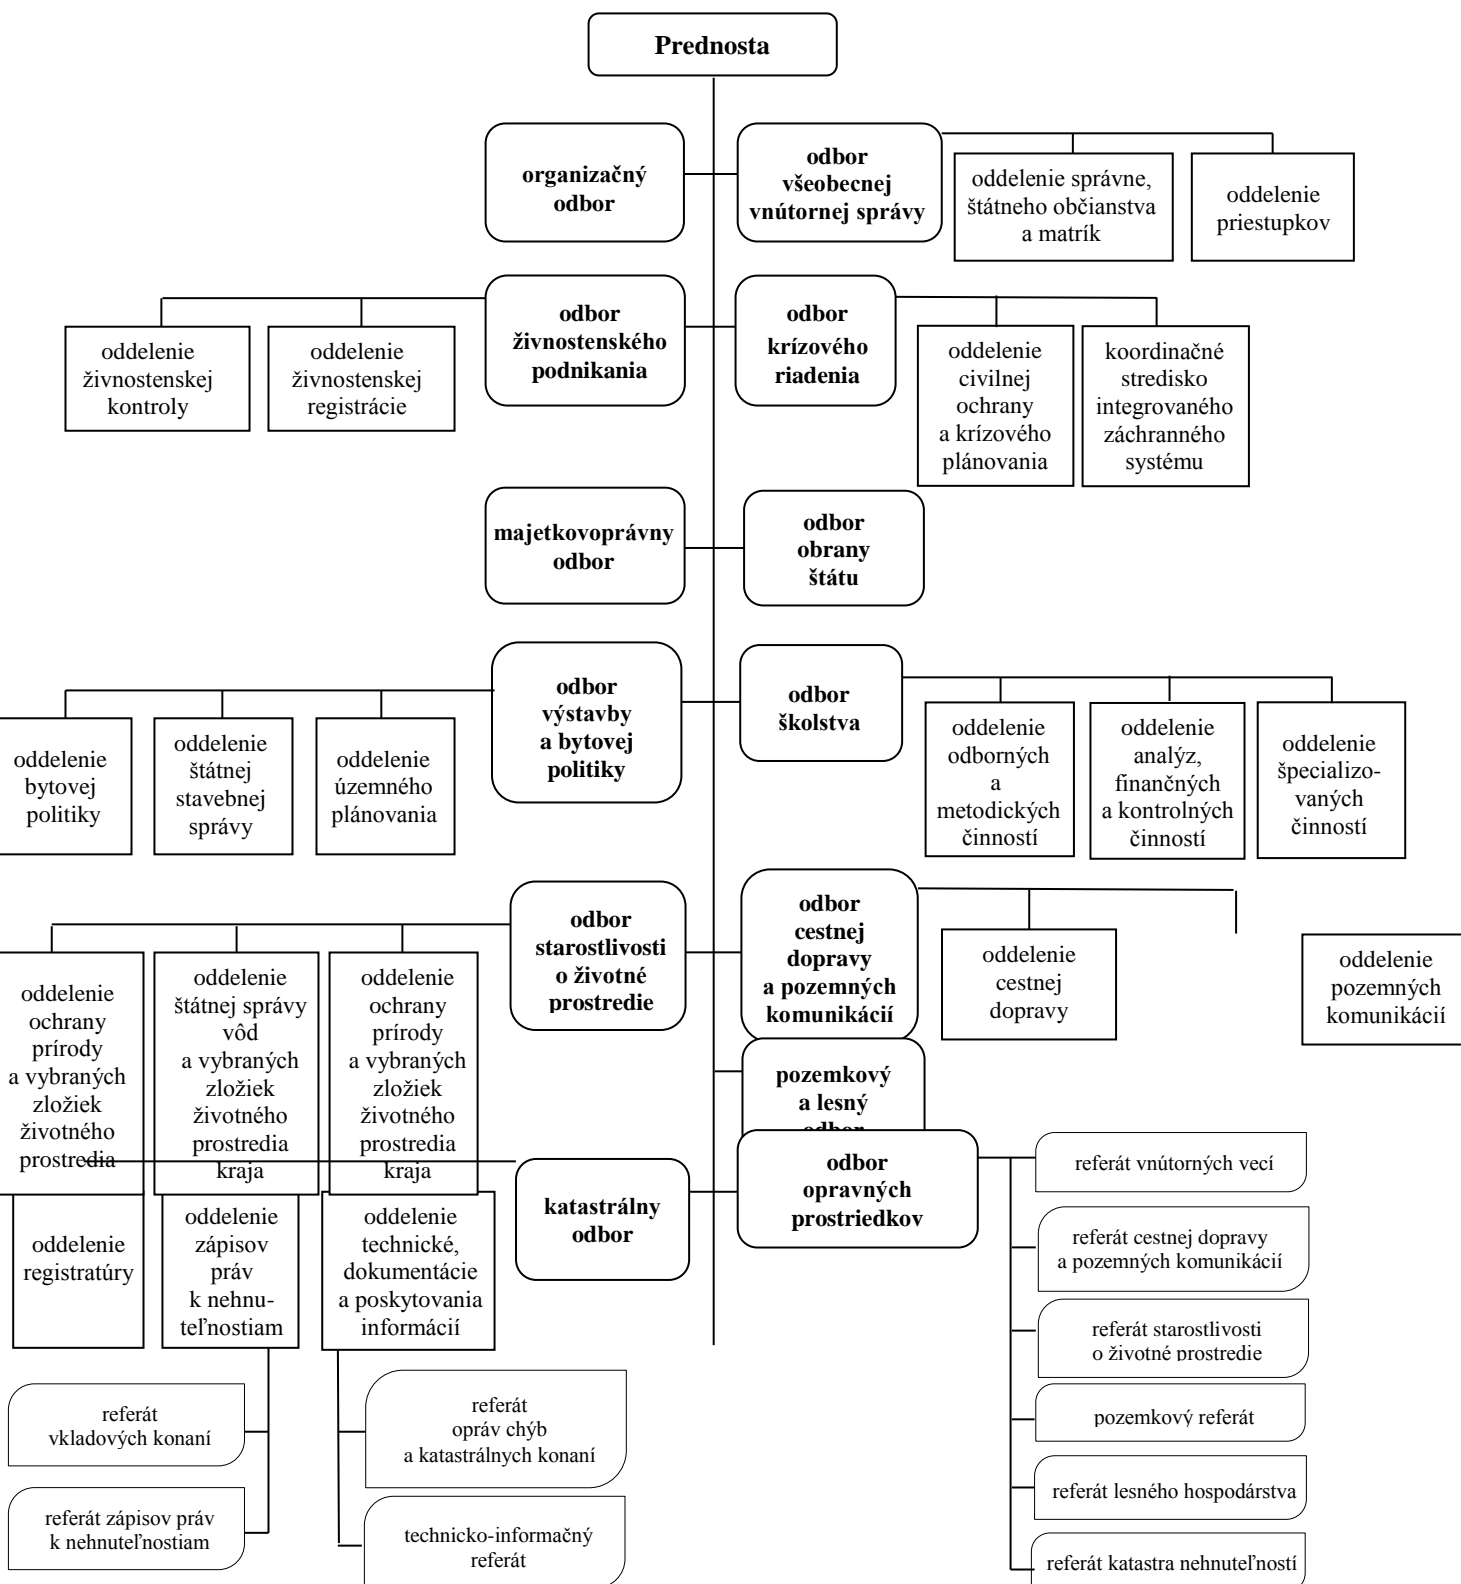 Prednosta
organizačný
odbor
odbor
všeobecnej
vnútornej správy
oddelenie správne,
štátneho občianstva
a matrík
oddelenie
priestupkov
oddelenie
živnostenskej
kontroly
oddelenie
živnostenskej
registrácie
odbor
živnostenského
podnikania
odbor
krízového
riadenia
oddelenie
civilnej
ochrany
a krízového
plánovania
koordinačné
stredisko
integrovaného
záchranného
systému
majetkovoprávny
odbor
odbor
obrany
štátu
oddelenie
bytovej
politiky
oddelenie
štátnej
stavebnej
správy
oddelenie
územného
plánovania
odbor
výstavby
a bytovej
politiky
odbor
školstva
oddelenie
odborných
a
metodických
činností
oddelenie
analýz,
finančných
a kontrolných
činností
oddelenie
špecializo-
vaných
činností
oddelenie
ochrany
prírody
a vybraných
zložiek
životného
prostredia
oddelenie
štátnej správy
vôd
a vybraných
zložiek
životného
prostredia
kraja
oddelenie
ochrany
prírody
a vybraných
zložiek
životného
prostredia
kraja
odbor
starostlivosti
o životné
prostredie
odbor
cestnej
dopravy
a pozemných
komunikácií
oddelenie
cestnej
dopravy
oddelenie
pozemných
komunikácií
pozemkový
a lesný
odbor
oddelenie
registratúry
oddelenie
zápisov
práv
k nehnu-
teľnostiam
oddelenie
technické,
dokumentácie
a poskytovania
informácií
katastrálny
odbor
odbor
opravných
prostriedkov
referát vnútorných vecí
referát cestnej dopravy
a pozemných komunikácií
referát starostlivosti
o životné prostredie
pozemkový referát
referát lesného hospodárstva
referát katastra nehnuteľností
referát
vkladových konaní
referát zápisov práv
k nehnuteľnostiam
referát
opráv chýb
a katastrálnych konaní
technicko-informačný
referát